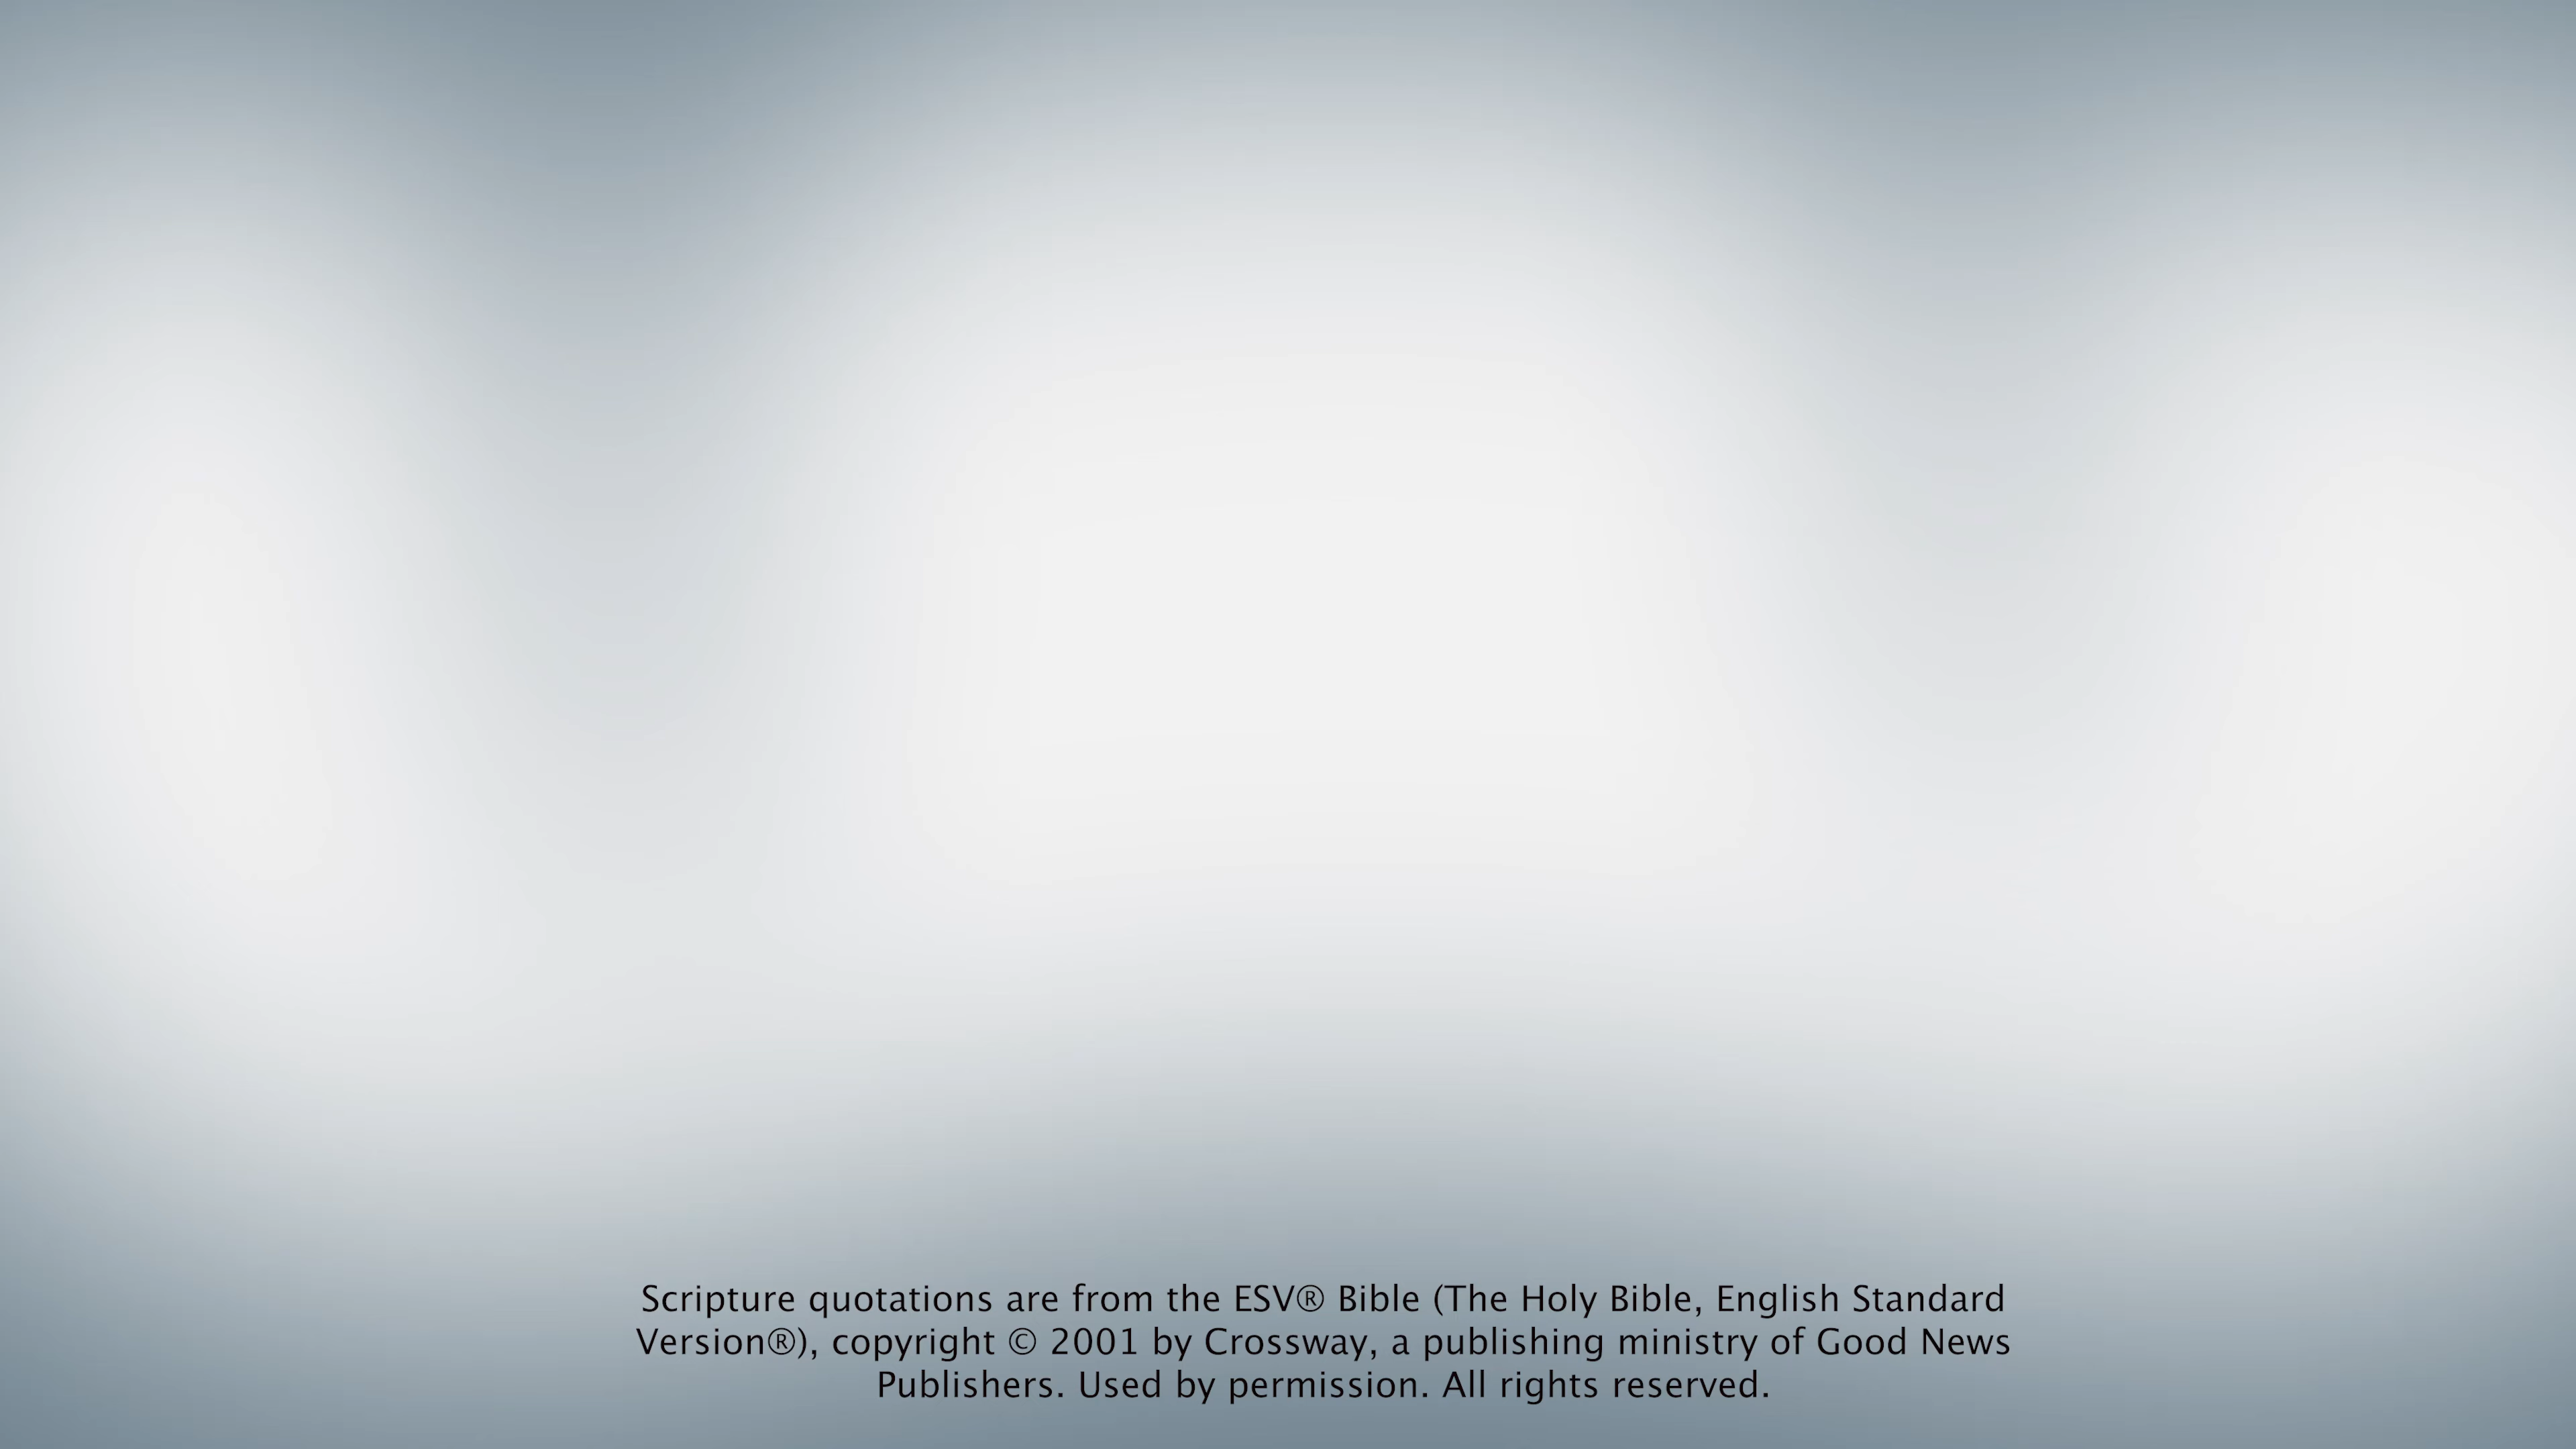 Scripture quotations are from the ESV® Bible (The Holy Bible, English Standard
Version®), copyright © 2001 by Crossway, a publishing ministry of Good News
Publishers. Used by permission. All rights reserved.